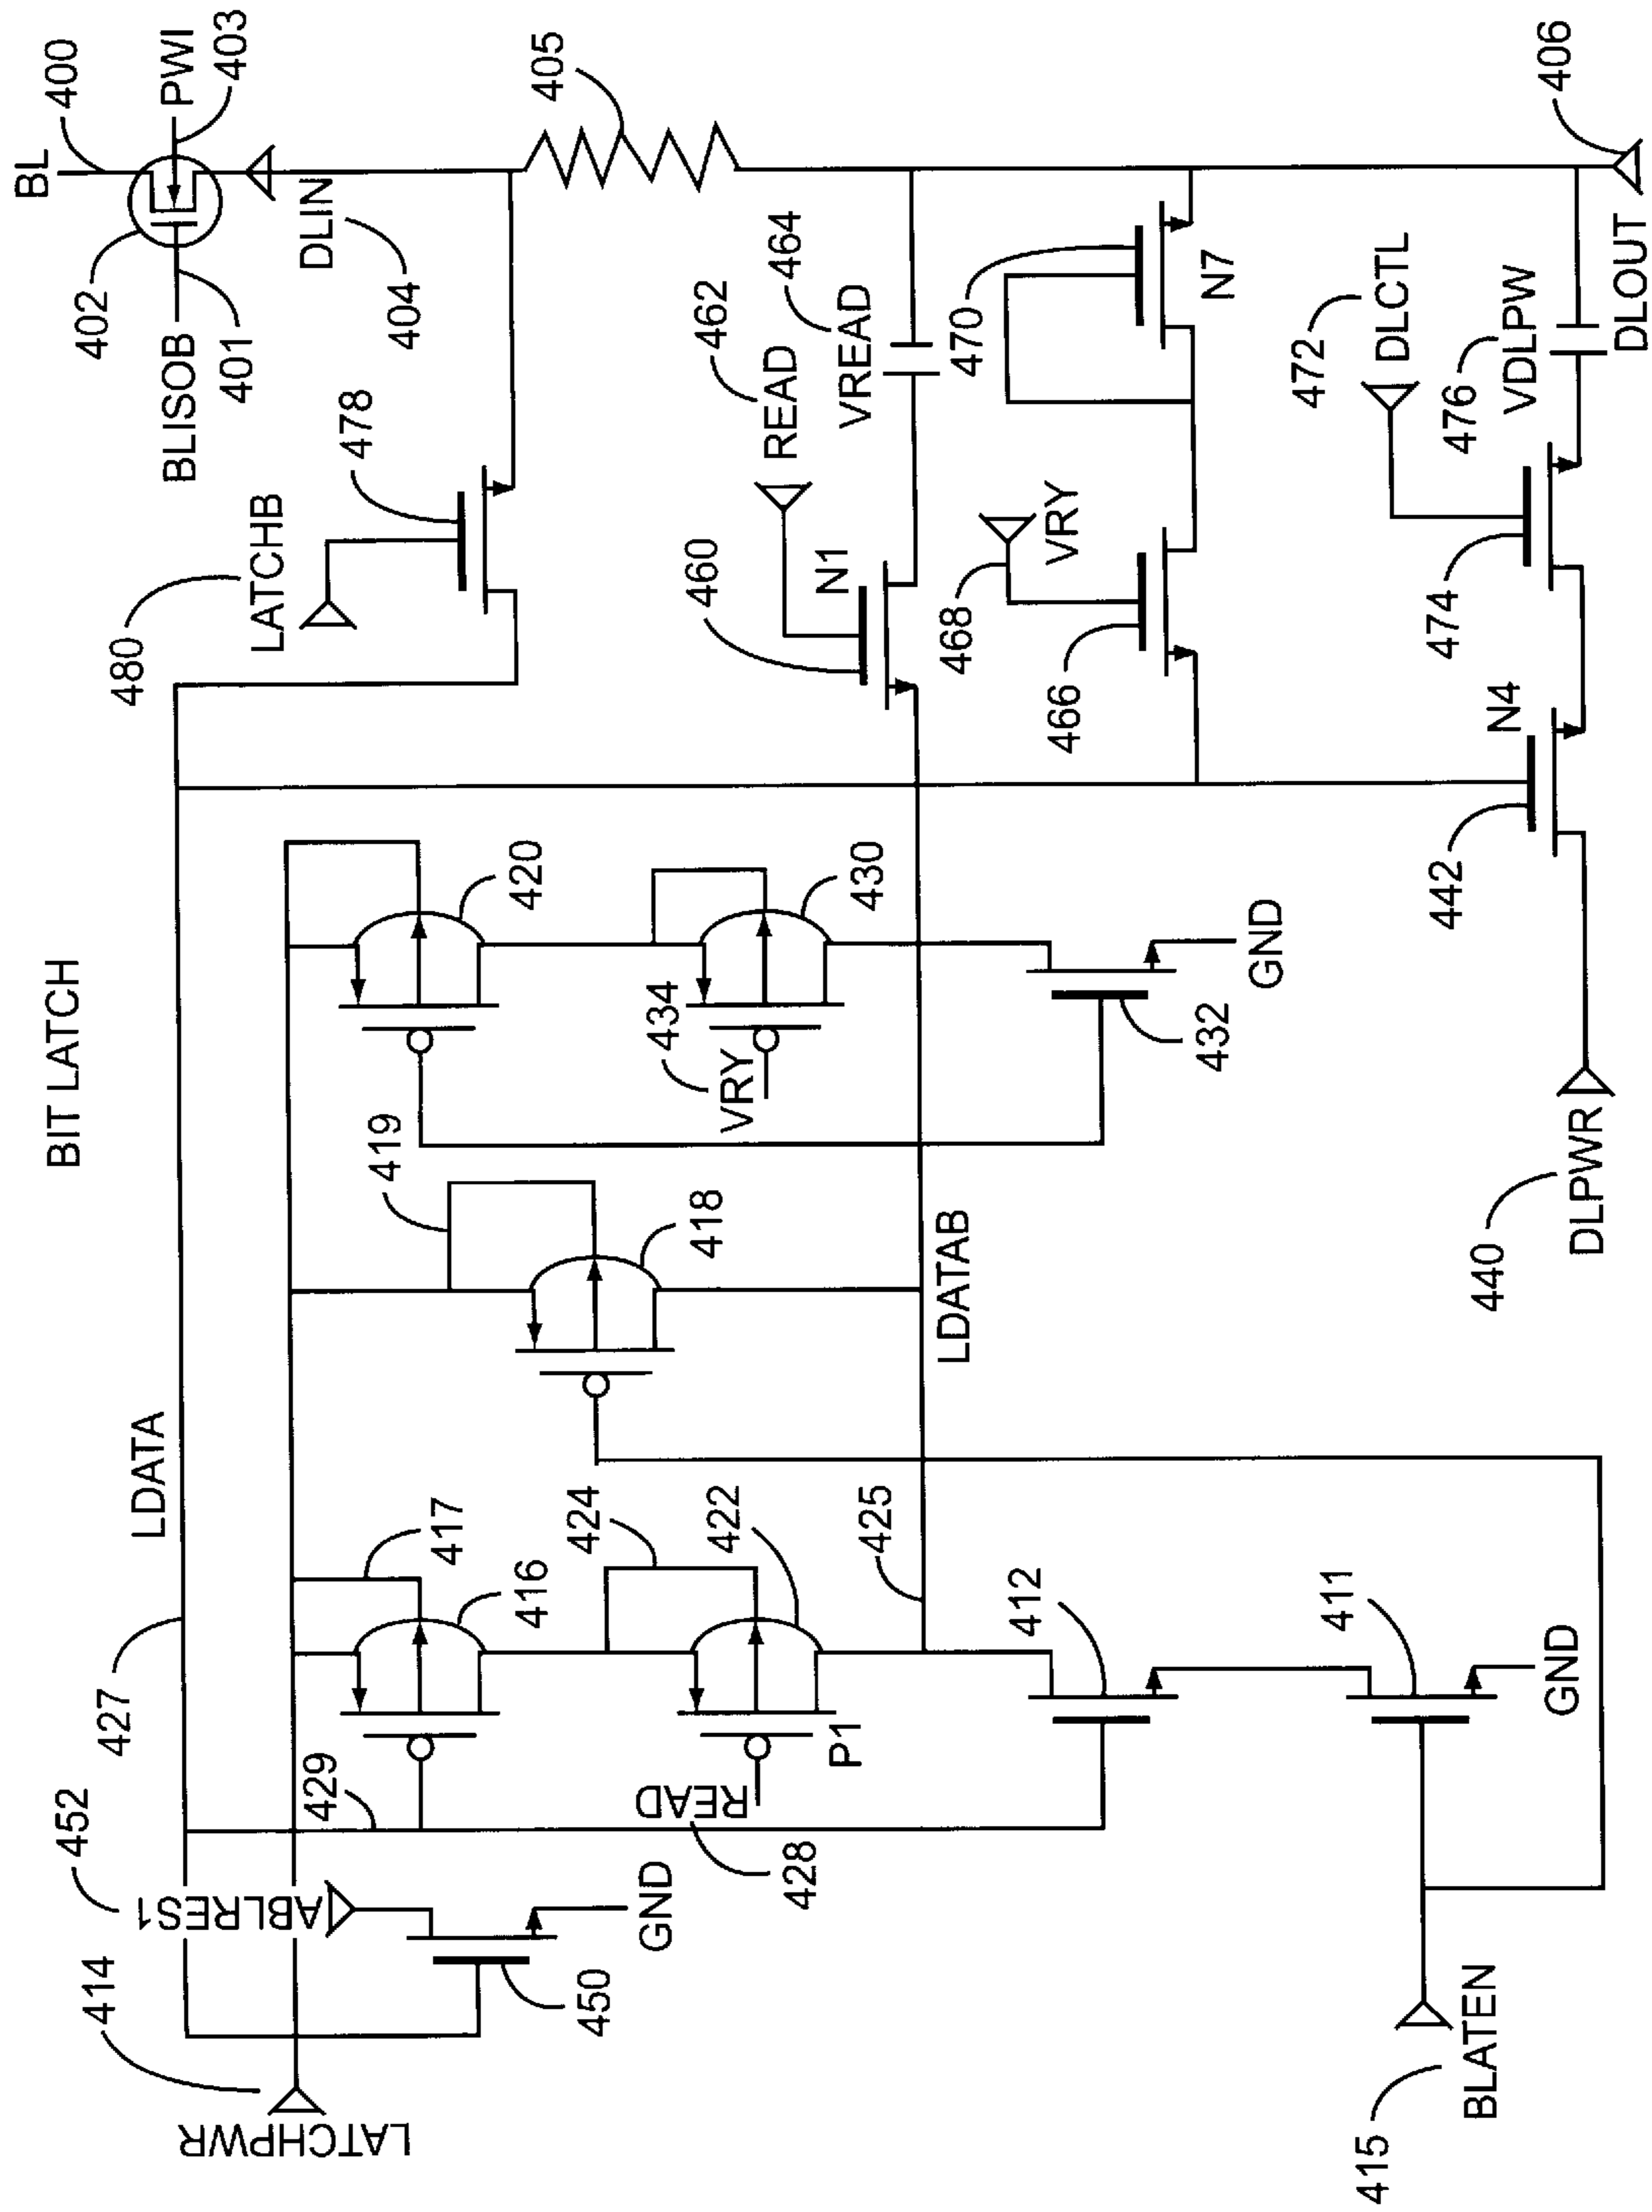 BIT LATCH
LATCHPWR
414
452
ABLRES1
450
GND
427
LDATA
429
417
416
READ
428
P1
424
422
425
412
411
GND
415
BLATEN
419
418
LDATAB
420
434
VRY
430
432
GND
440
DLPWR
442
N4
480
LATCHB
478
460
N1
462
READ
464
VREAD
468
VRY
466
470
N7
472
DLCTL
474
476
VDLPW
DLOUT
406
405
BL
400
PWI
403
402
BLISOB
401
DLIN
404